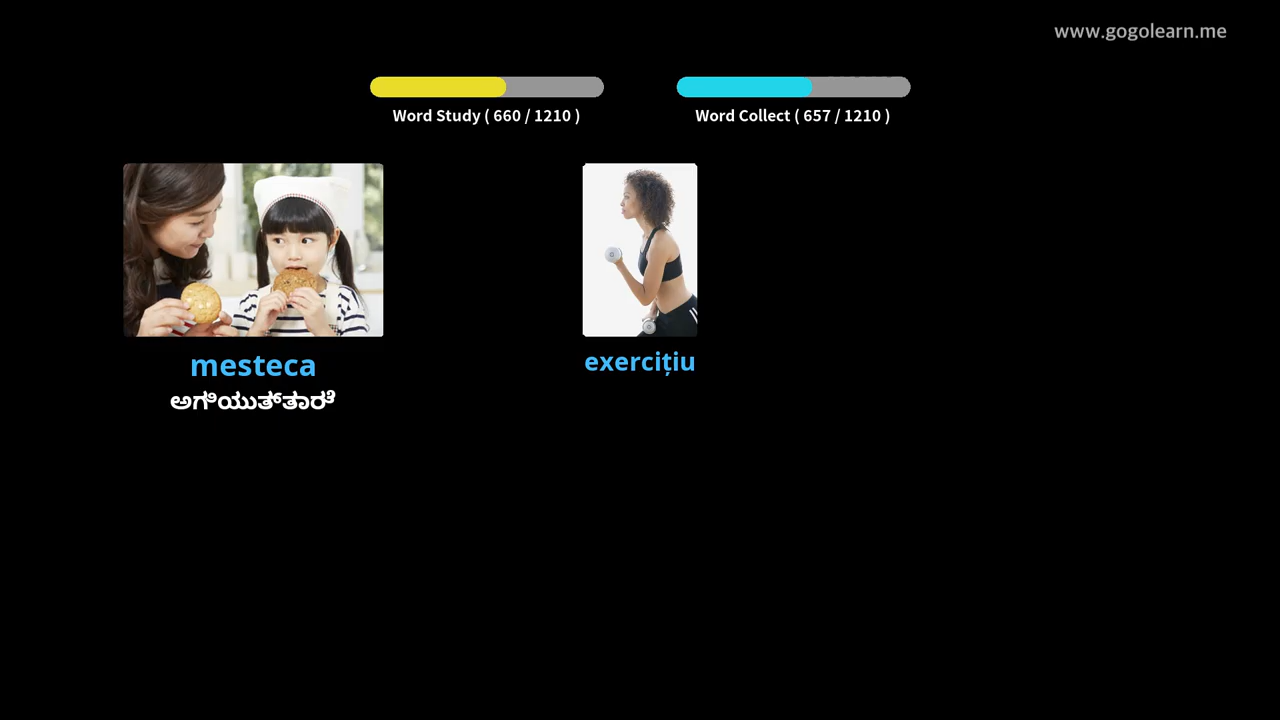 www.gogolearn.me
Word Study ( 660 / 1210 )
Word Collect ( 657 / 1210 )
mesteca
ಅಗಿಯುತ್ತಾರೆ
exercițiu